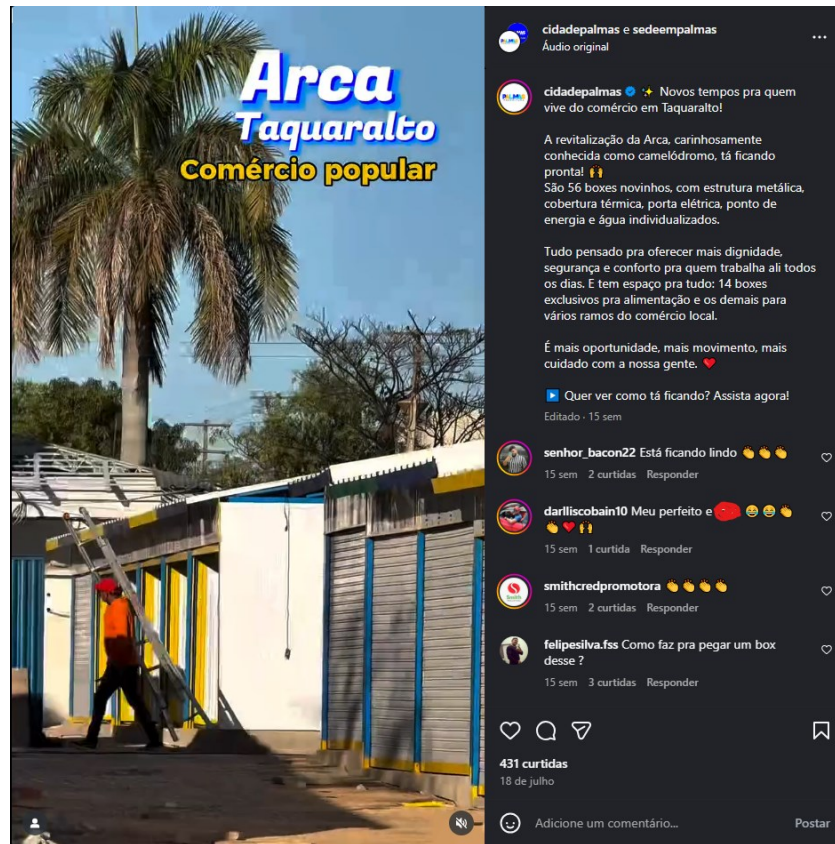 Arca
Taquaralto
Comércio popular
cidadepalmas e sedeempalmas
Áudio original
cidadepalmas ✨ Novos tempos pra quem
vive do comércio em Taquaralto!
A revitalização da Arca, carinhosamente
conhecida como camelódromo, tá ficando
pronta! 🙌
São 56 boxes novinhos, com estrutura metálica,
cobertura térmica, porta elétrica, ponto de
energia e água individualizados.
Tudo pensado pra oferecer mais dignidade,
segurança e conforto pra quem trabalha ali todos
os dias. E tem espaço pra tudo: 14 boxes
exclusivos pra alimentação e os demais para
vários ramos do comércio local.
É mais oportunidade, mais movimento, mais
cuidado com a nossa gente. ❤️
▶️ Quer ver como tá ficando? Assista agora!
Editado · 15 sem
senhor_bacon22 Está ficando lindo 👏👏👏
15 sem 2 curtidas Responder
darlliscobain10 Meu perfeito e 😂😂👏
👏❤️🙌
15 sem 1 curtida Responder
smithcredpromotora 👏👏👏👏
15 sem 2 curtidas Responder
felipesilva.fss Como faz pra pegar um box
desse ?
15 sem 3 curtidas Responder
431 curtidas
18 de julho
Adicione um comentário... Postar